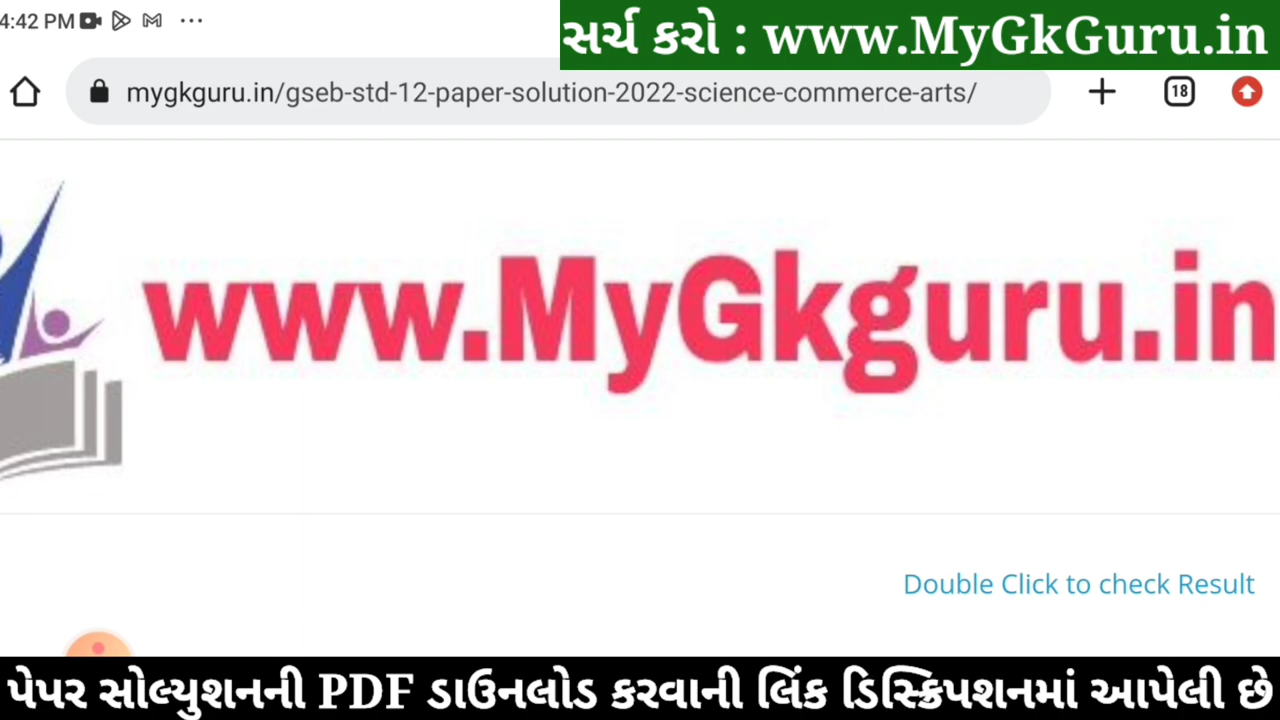 4:42 PM
સર્ચ કરો : www.MyGkGuru.in
mygkguru.in/gseb-std-12-paper-solution-2022-science-commerce-arts/
18
www.MyGkguru.in
Double Click to check Result
પેપર સોલ્યુશનની PDF ડાઉનલોડ કરવાની લિંક ડિસ્ક્રિપશનમાં આપેલી છે